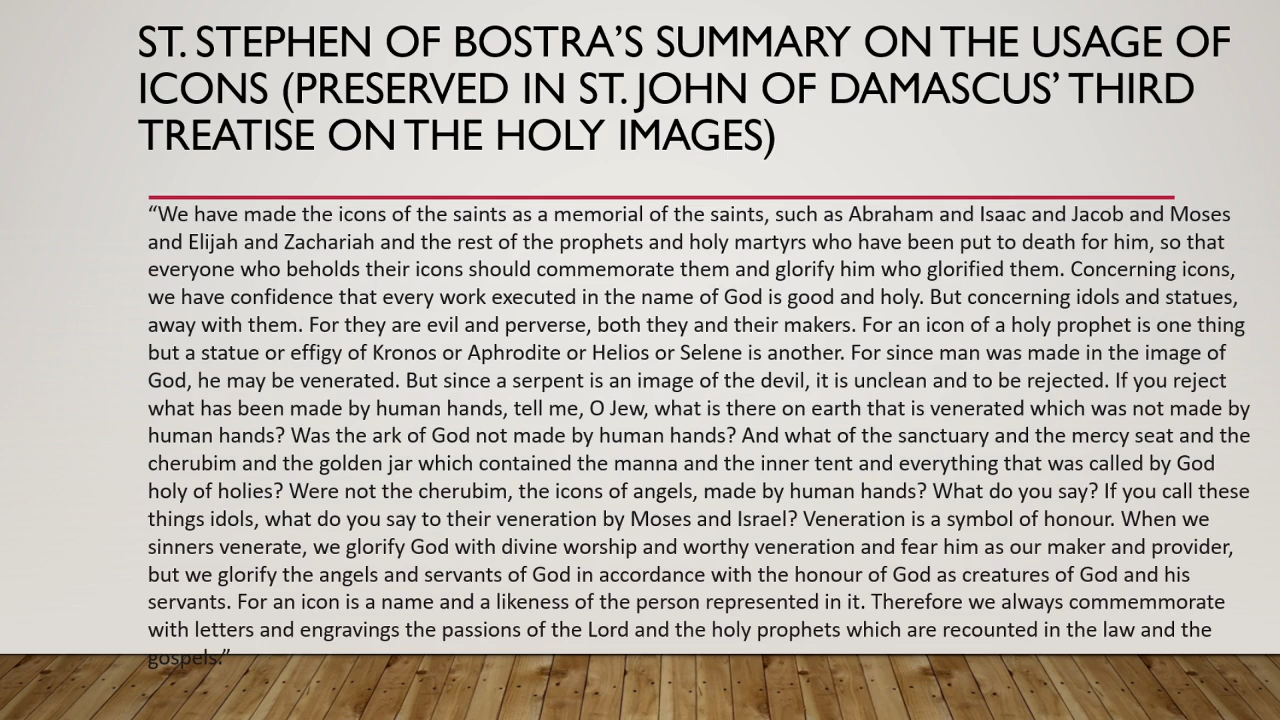 ST. STEPHEN OF BOSTRA’S SUMMARY ON THE USAGE OF
ICONS (PRESERVED IN ST. JOHN OF DAMASCUS’ THIRD
TREATISE ON THE HOLY IMAGES)
“We have made the icons of the saints as a memorial of the saints, such as Abraham and Isaac and Jacob and Moses
and Elijah and Zachariah and the rest of the prophets and holy martyrs who have been put to death for him, so that
everyone who beholds their icons should commemorate them and glorify him who glorified them. Concerning icons,
we have confidence that every work executed in the name of God is good and holy. But concerning idols and statues,
away with them. For they are evil and perverse, both they and their makers. For an icon of a holy prophet is one thing
but a statue or effigy of Kronos or Aphrodite or Helios or Selene is another. For since man was made in the image of
God, he may be venerated. But since a serpent is an image of the devil, it is unclean and to be rejected. If you reject
what has been made by human hands, tell me, O Jew, what is there on earth that is venerated which was not made by
human hands? Was the ark of God not made by human hands? And what of the sanctuary and the mercy seat and the
cherubim and the golden jar which contained the manna and the inner tent and everything that was called by God
holy of holies? Were not the cherubim, the icons of angels, made by human hands? What do you say? If you call these
things idols, what do you say to their veneration by Moses and Israel? Veneration is a symbol of honour. When we
sinners venerate, we glorify God with divine worship and worthy veneration and fear him as our maker and provider,
but we glorify the angels and servants of God in accordance with the honour of God as creatures of God and his
servants. For an icon is a name and a likeness of the person represented in it. Therefore we always commemmorate
with letters and engravings the passions of the Lord and the holy prophets which are recounted in the law and the
gospels.”